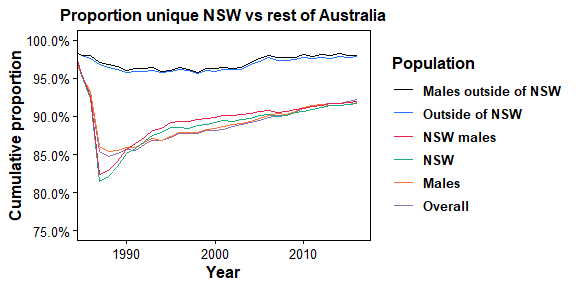 Proportion unique NSW vs rest of Australia
Cumulative proportion
100.0%
95.0%
90.0%
85.0%
80.0%
75.0%
1990
2000
2010
Year
Population
Males outside of NSW
Outside of NSW
NSW males
NSW
Males
Overall